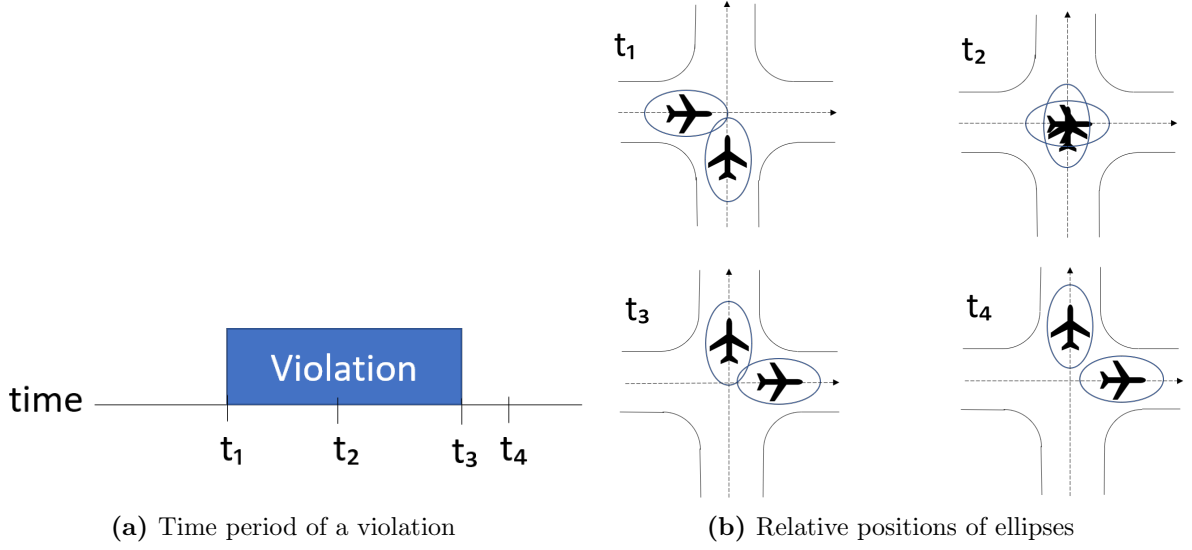 t₁
t₂
t₃
t₄
Violation
time
t₁
t₂
t₃
t₄
(a) Time period of a violation
(b) Relative positions of ellipses